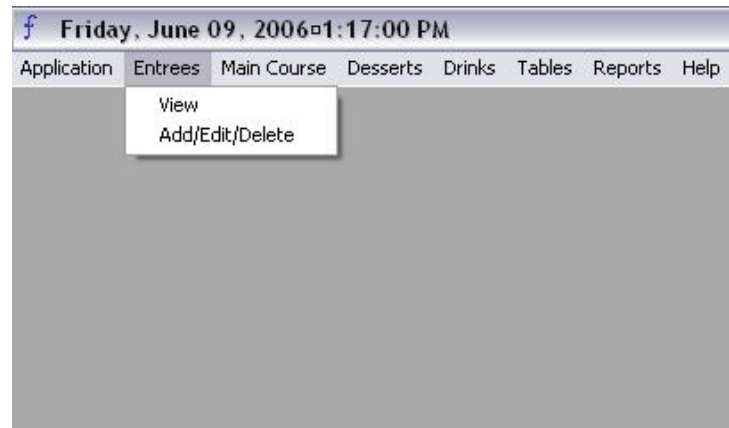 f Friday, June 09, 2006¤1:17:00 PM
Application Entrees Main Course Desserts Drinks Tables Reports Help
View
Add/Edit/Delete